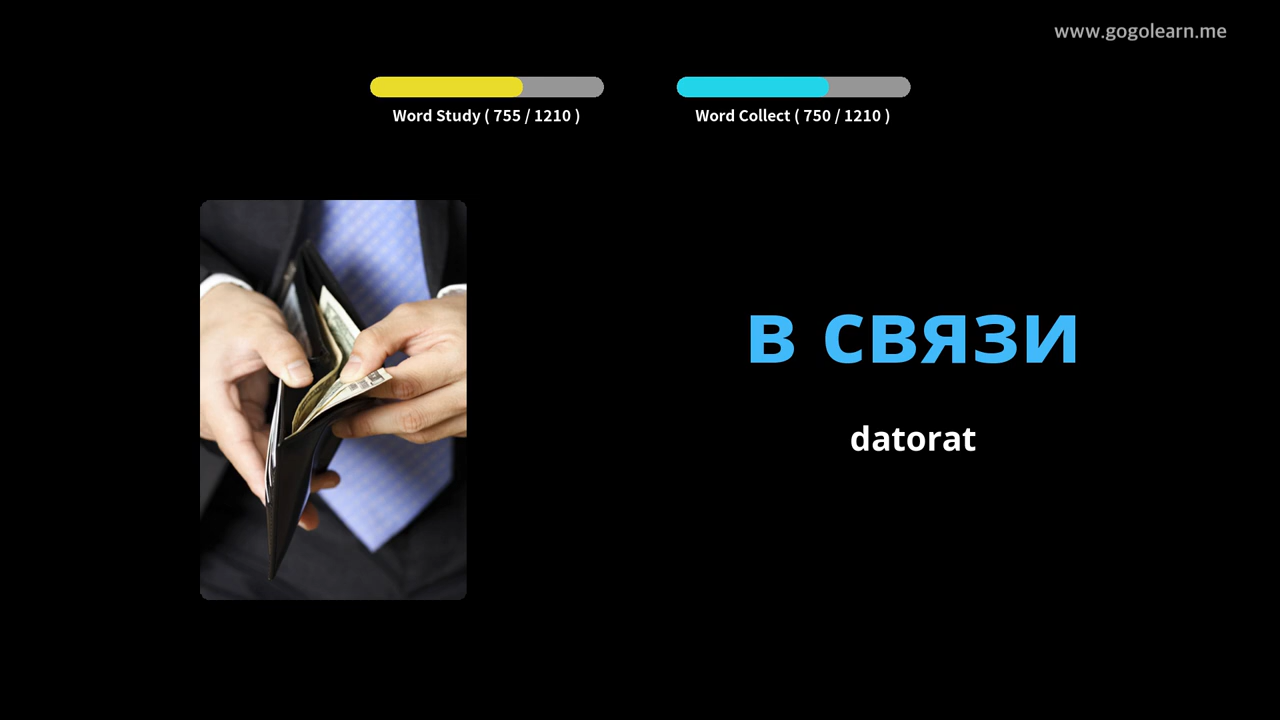 www.gogolearn.me
Word Study ( 755 / 1210 )
Word Collect ( 750 / 1210 )
в связи
datorat